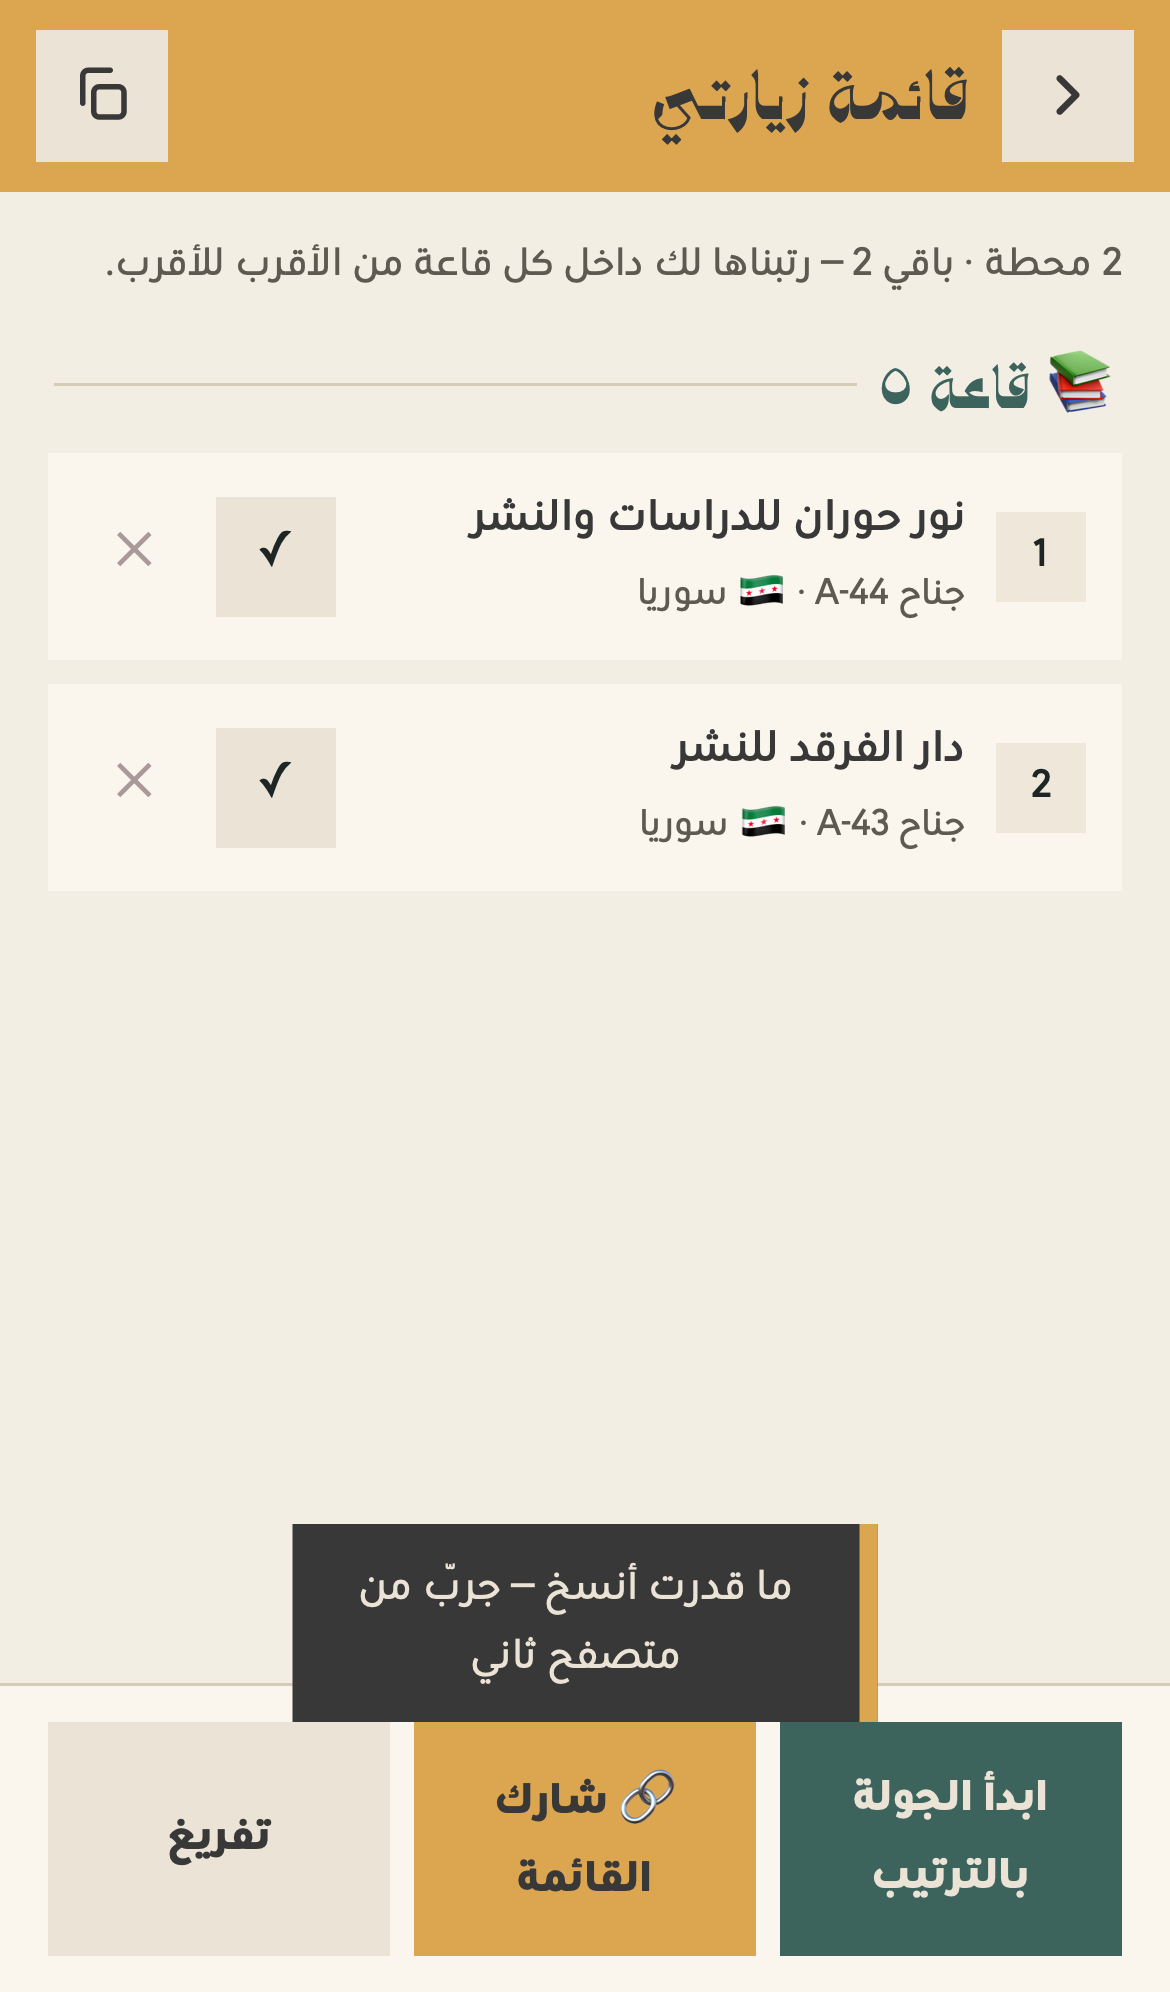 قائمة زيارتي
2 محطة · باقي 2 – رتبناها لك داخل كل قاعة من الأقرب للأقرب.
قاعة ٥
1
نور حوران للدراسات والنشر
جناح A-44 · سوريا
2
دار الفرقد للنشر
جناح A-43 · سوريا
ما قدرت أنسخ – جرّب من
متصفح ثاني
ابدأ الجولة
بالترتيب
شارك
القائمة
تفريغ